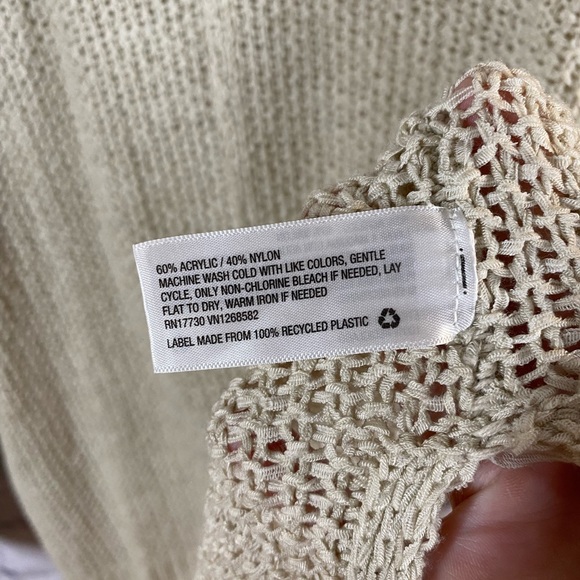 60% ACRYLIC / 40% NYLON
MACHINE WASH COLD WITH LIKE COLORS, GENTLE
CYCLE, ONLY NON-CHLORINE BLEACH IF NEEDED, LAY
FLAT TO DRY, WARM IRON IF NEEDED
RN17730 VN1268582
LABEL MADE FROM 100% RECYCLED PLASTIC